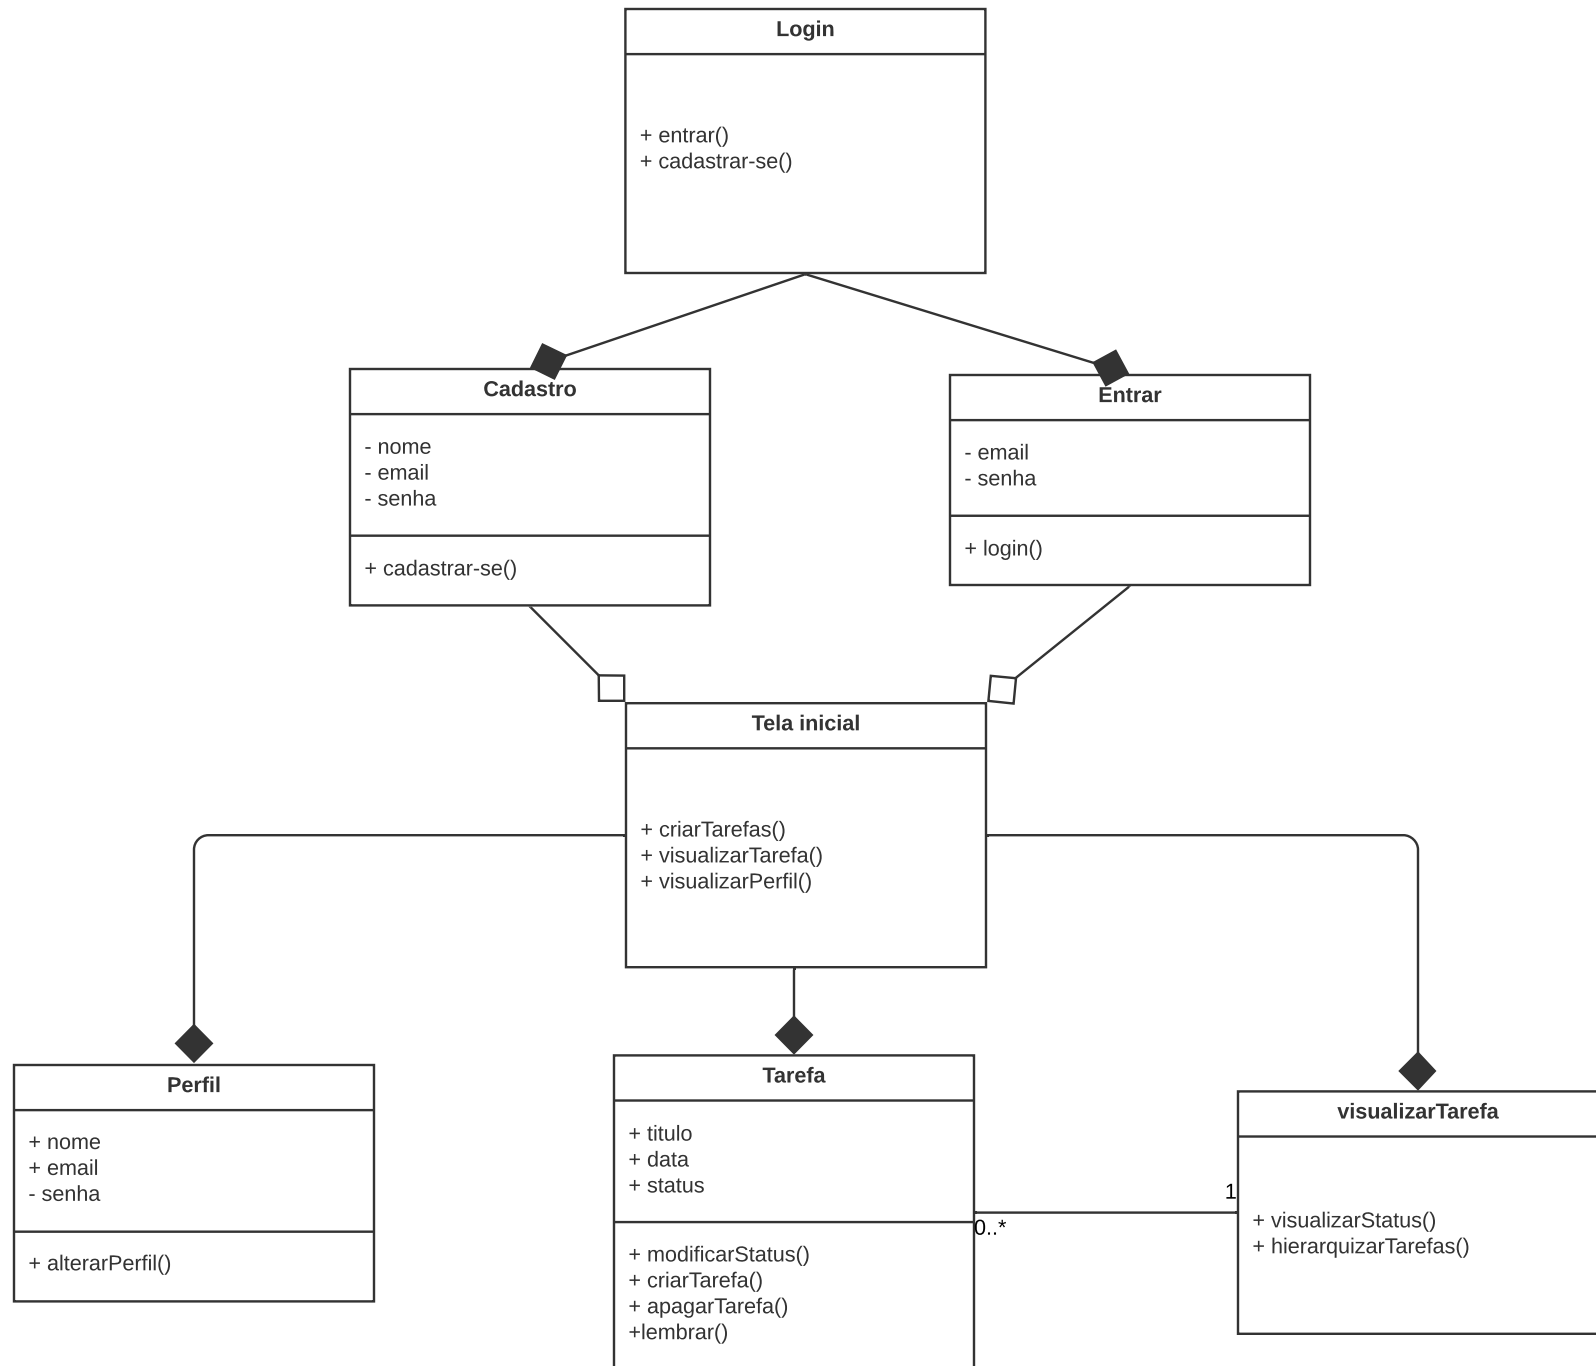 Login
+ entrar()
+ cadastrar-se()
Cadastro
- nome
- email
- senha
+ cadastrar-se()
Entrar
- email
- senha
+ login()
Tela inicial
+ criarTarefas()
+ visualizarTarefa()
+ visualizarPerfil()
Perfil
+ nome
+ email
- senha
+ alterarPerfil()
Tarefa
+ titulo
+ data
+ status
+ modificarStatus()
+ criarTarefa()
+ apagarTarefa()
+lembrar()
0..*
1
visualizarTarefa
+ visualizarStatus()
+ hierarquizarTarefas()